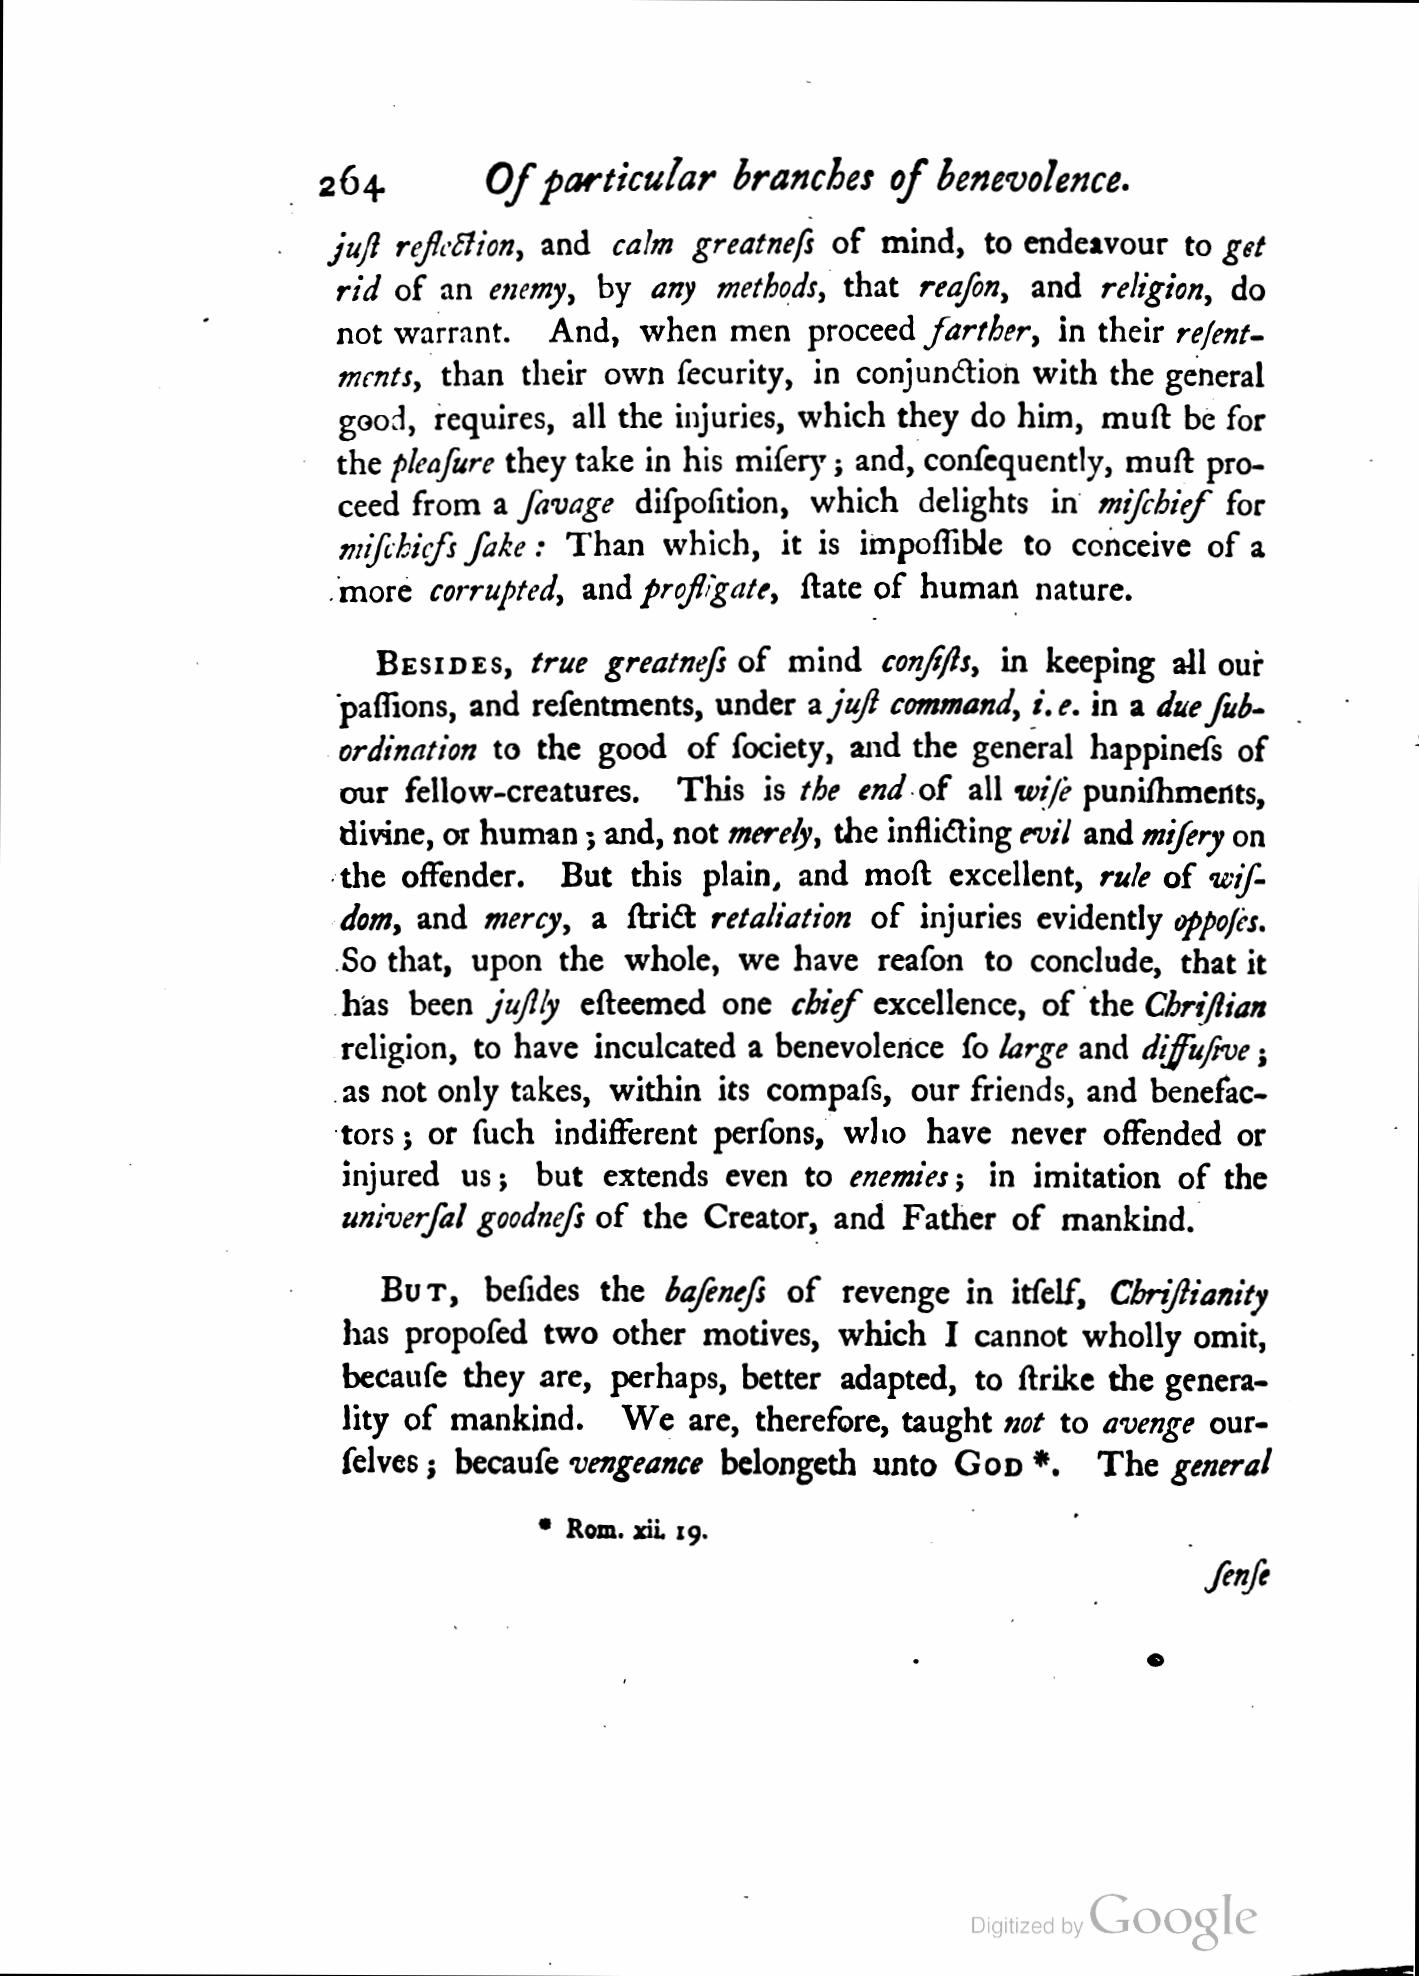 264 Of particular branches of benevolence.
juſt reflection, and calm greatneſs of mind, to endeavour to get
rid of an enemy, by any methods, that reaſon, and religion, do
not warrant. And, when men proceed farther, in their reſent-
ments, than their own ſecurity, in conjunction with the general
good, requires, all the injuries, which they do him, muſt be for
the pleaſure they take in his miſery; and, conſequently, muſt pro-
ceed from a ſavage diſpoſition, which delights in miſchief for
miſchiefs ſake: Than which, it is impoſſible to conceive of a
more corrupted, and profligate, ſtate of human nature.
BESIDES, true greatneſs of mind conſiſts, in keeping all our
paſſions, and reſentments, under a juſt command, i. e. in a due ſub-
ordination to the good of ſociety, and the general happineſs of
our fellow-creatures. This is the end of all wiſe puniſhments,
divine, or human; and, not merely, the inflicting evil and miſery on
the offender. But this plain, and moſt excellent, rule of wiſ-
dom, and mercy, a ſtrict retaliation of injuries evidently oppoſes.
So that, upon the whole, we have reaſon to conclude, that it
has been juſtly eſteemed one chief excellence, of the Chriſtian
religion, to have inculcated a benevolence ſo large and diffuſive;
as not only takes, within its compaſs, our friends, and benefac-
tors; or ſuch indifferent perſons, who have never offended or
injured us; but extends even to enemies; in imitation of the
univerſal goodneſs of the Creator, and Father of mankind.
BUT, beſides the baſeneſs of revenge in itſelf, Chriſtianity
has propoſed two other motives, which I cannot wholly omit,
becauſe they are, perhaps, better adapted, to ſtrike the genera-
lity of mankind. We are, therefore, taught not to avenge our-
ſelves; becauſe vengeance belongeth unto GOD *. The general
* Rom. xii. 19.
ſenſe
Digitized by Google